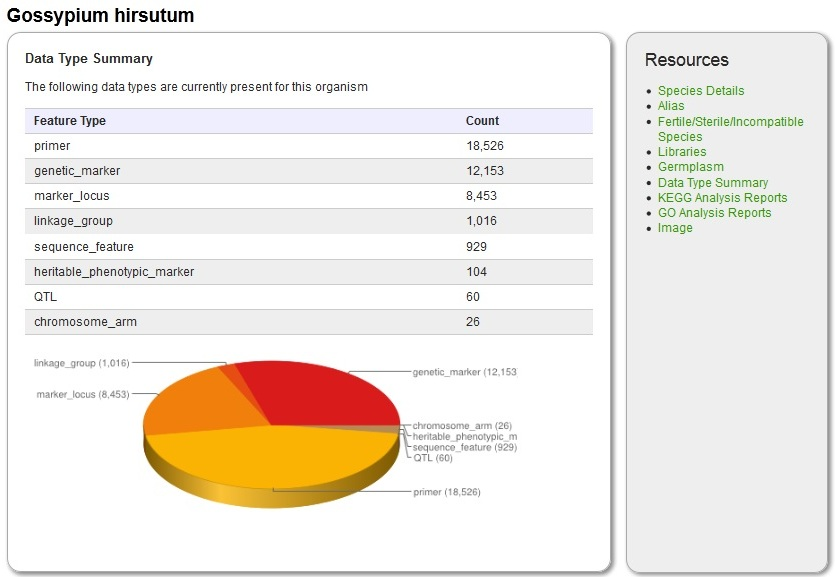 Gossypium hirsutum
Data Type Summary
The following data types are currently present for this organism
Feature Type Count
primer 18,526
genetic_marker 12,153
marker_locus 8,453
linkage_group 1,016
sequence_feature 929
heritable_phenotypic_marker 104
QTL 60
chromosome_arm 26
linkage_group (1,016)
genetic_marker (12,153
marker_locus (8,453)
chromosome_arm (26)
heritable_phenotypic_m
sequence_feature (929)
QTL (60)
primer (18,526)
Resources
Species Details
Alias
Fertile/Sterile/Incompatible
Species
Libraries
Germplasm
Data Type Summary
KEGG Analysis Reports
GO Analysis Reports
Image